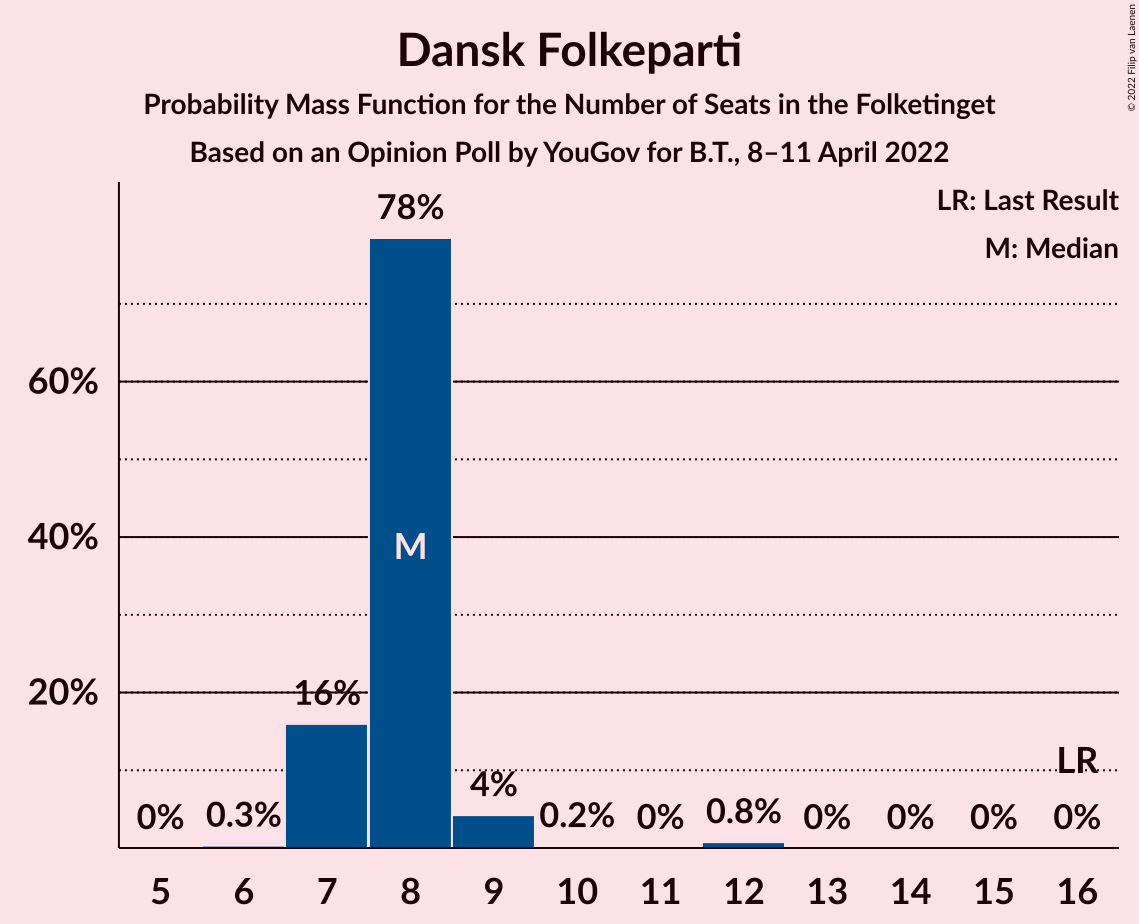 Dansk Folkeparti
Probability Mass Function for the Number of Seats in the Folketinget
Based on an Opinion Poll by YouGov for B.T., 8–11 April 2022
© 2022 Filip van Laenen
LR: Last Result
M: Median
78%
60%
40%
M
20%
16%
LR
4%
0%
0.3%
0.2%
0%
0.8%
0%
0%
0%
0%
5 6 7 8 9 10 11 12 13 14 15 16